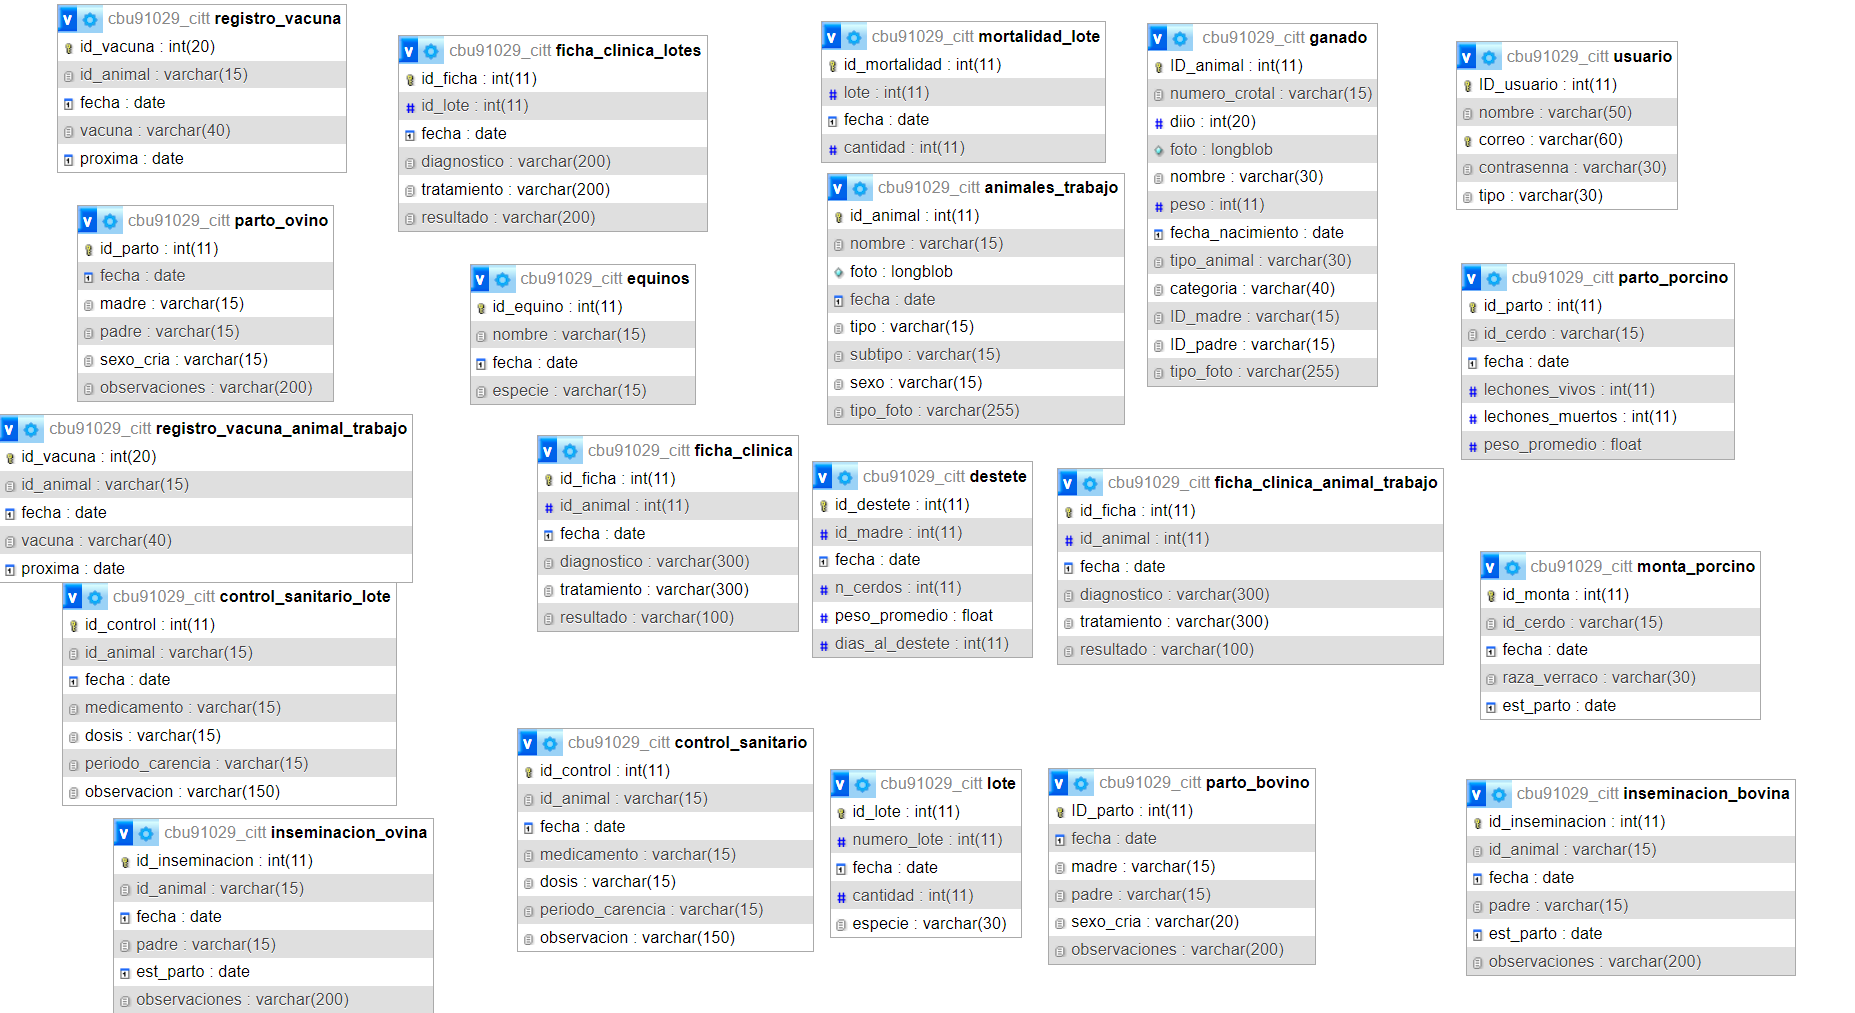 cbu91029_citt registro_vacuna
id_vacuna : int(20)
id_animal : varchar(15)
fecha : date
vacuna : varchar(40)
proxima : date
cbu91029_citt ficha_clinica_lotes
id_ficha : int(11)
id_lote : int(11)
fecha : date
diagnostico : varchar(200)
tratamiento : varchar(200)
resultado : varchar(200)
cbu91029_citt mortalidad_lote
id_mortalidad : int(11)
lote : int(11)
fecha : date
cantidad : int(11)
cbu91029_citt ganado
ID_animal : int(11)
numero_crotal : varchar(15)
diio : int(20)
foto : longblob
nombre : varchar(30)
peso : int(11)
fecha_nacimiento : date
tipo_animal : varchar(30)
categoria : varchar(40)
ID_madre : varchar(15)
ID_padre : varchar(15)
tipo_foto : varchar(255)
cbu91029_citt usuario
ID_usuario : int(11)
nombre : varchar(50)
correo : varchar(60)
contrasenna : varchar(30)
tipo : varchar(30)
cbu91029_citt parto_ovino
id_parto : int(11)
fecha : date
madre : varchar(15)
padre : varchar(15)
sexo_cria : varchar(15)
observaciones : varchar(200)
cbu91029_citt equinos
id_equino : int(11)
nombre : varchar(15)
fecha : date
especie : varchar(15)
cbu91029_citt animales_trabajo
id_animal : int(11)
nombre : varchar(15)
foto : longblob
fecha : date
tipo : varchar(15)
subtipo : varchar(15)
sexo : varchar(15)
tipo_foto : varchar(255)
cbu91029_citt parto_porcino
id_parto : int(11)
id_cerdo : varchar(15)
fecha : date
lechones_vivos : int(11)
lechones_muertos : int(11)
peso_promedio : float
cbu91029_citt registro_vacuna_animal_trabajo
id_vacuna : int(20)
id_animal : varchar(15)
fecha : date
vacuna : varchar(40)
proxima : date
cbu91029_citt ficha_clinica
id_ficha : int(11)
id_animal : int(11)
fecha : date
diagnostico : varchar(300)
tratamiento : varchar(300)
resultado : varchar(100)
cbu91029_citt destete
id_destete : int(11)
id_madre : int(11)
fecha : date
n_cerdos : int(11)
peso_promedio : float
dias_al_destete : int(11)
cbu91029_citt ficha_clinica_animal_trabajo
id_ficha : int(11)
id_animal : int(11)
fecha : date
diagnostico : varchar(300)
tratamiento : varchar(300)
resultado : varchar(100)
cbu91029_citt monta_porcino
id_monta : int(11)
id_cerdo : varchar(15)
fecha : date
raza_verraco : varchar(30)
est_parto : date
cbu91029_citt control_sanitario_lote
id_control : int(11)
id_animal : varchar(15)
fecha : date
medicamento : varchar(15)
dosis : varchar(15)
periodo_carencia : varchar(15)
observacion : varchar(150)
cbu91029_citt control_sanitario
id_control : int(11)
id_animal : varchar(15)
fecha : date
medicamento : varchar(15)
dosis : varchar(15)
periodo_carencia : varchar(15)
observacion : varchar(150)
cbu91029_citt lote
id_lote : int(11)
numero_lote : int(11)
fecha : date
cantidad : int(11)
especie : varchar(30)
cbu91029_citt parto_bovino
ID_parto : int(11)
fecha : date
madre : varchar(15)
padre : varchar(15)
sexo_cria : varchar(20)
observaciones : varchar(200)
cbu91029_citt inseminacion_bovina
id_inseminacion : int(11)
id_animal : varchar(15)
fecha : date
padre : varchar(15)
est_parto : date
observaciones : varchar(200)
cbu91029_citt inseminacion_ovina
id_inseminacion : int(11)
id_animal : varchar(15)
fecha : date
padre : varchar(15)
est_parto : date
observaciones : varchar(200)